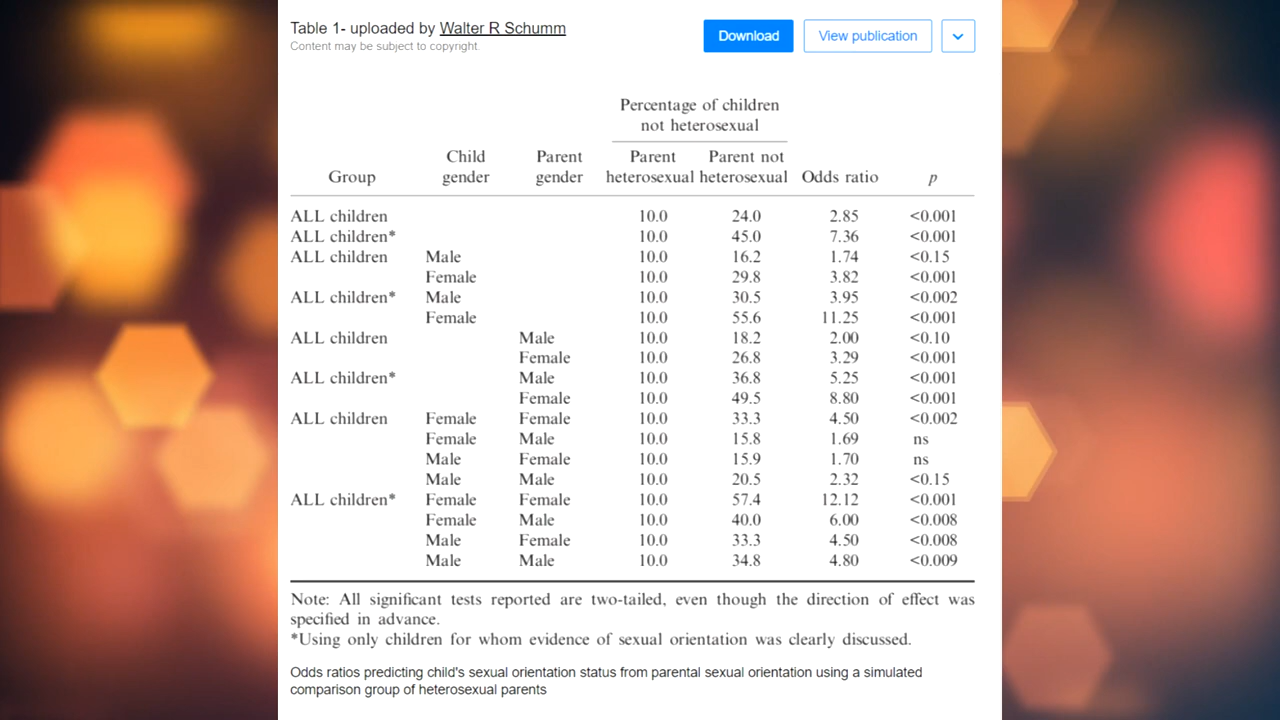 Table 1- uploaded by Walter R Schumm
Content may be subject to copyright.
Download
View publication
Percentage of children
not heterosexual
Child Parent Parent Parent not
Group gender gender heterosexual heterosexual Odds ratio p
ALL children 10.0 24.0 2.85 <0.001
ALL children* 10.0 45.0 7.36 <0.001
ALL children Male 10.0 16.2 1.74 <0.15
Female 10.0 29.8 3.82 <0.001
ALL children* Male 10.0 30.5 3.95 <0.002
Female 10.0 55.6 11.25 <0.001
ALL children Male 10.0 18.2 2.00 <0.10
Female 10.0 26.8 3.29 <0.001
ALL children* Male 10.0 36.8 5.25 <0.001
Female 10.0 49.5 8.80 <0.001
ALL children Female Female 10.0 33.3 4.50 <0.002
Female Male 10.0 15.8 1.69 ns
Male Female 10.0 15.9 1.70 ns
Male Male 10.0 20.5 2.32 <0.15
ALL children* Female Female 10.0 57.4 12.12 <0.001
Female Male 10.0 40.0 6.00 <0.008
Male Female 10.0 33.3 4.50 <0.008
Male Male 10.0 34.8 4.80 <0.009
Note: All significant tests reported are two-tailed, even though the direction of effect was
specified in advance.
*Using only children for whom evidence of sexual orientation was clearly discussed.
Odds ratios predicting child's sexual orientation status from parental sexual orientation using a simulated
comparison group of heterosexual parents